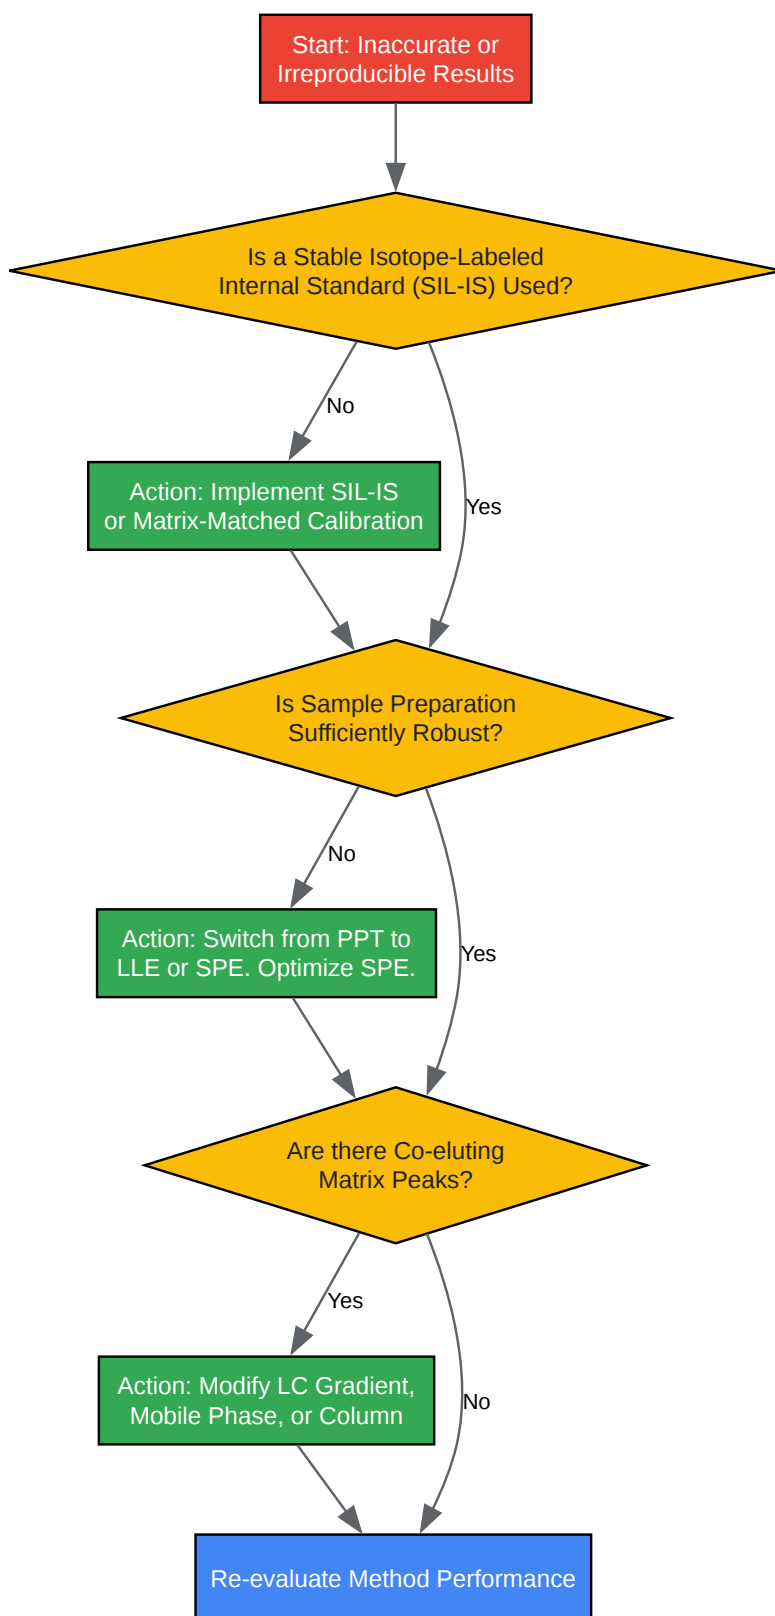 Start: Inaccurate or
Irreproducible Results
Is a Stable Isotope-Labeled
Internal Standard (SIL-IS) Used?
No
Action: Implement SIL-IS
or Matrix-Matched Calibration
Yes
Is Sample Preparation
Sufficiently Robust?
No
Action: Switch from PPT to
LLE or SPE. Optimize SPE.
Yes
Are there Co-eluting
Matrix Peaks?
Yes
Action: Modify LC Gradient,
Mobile Phase, or Column
No
Re-evaluate Method Performance